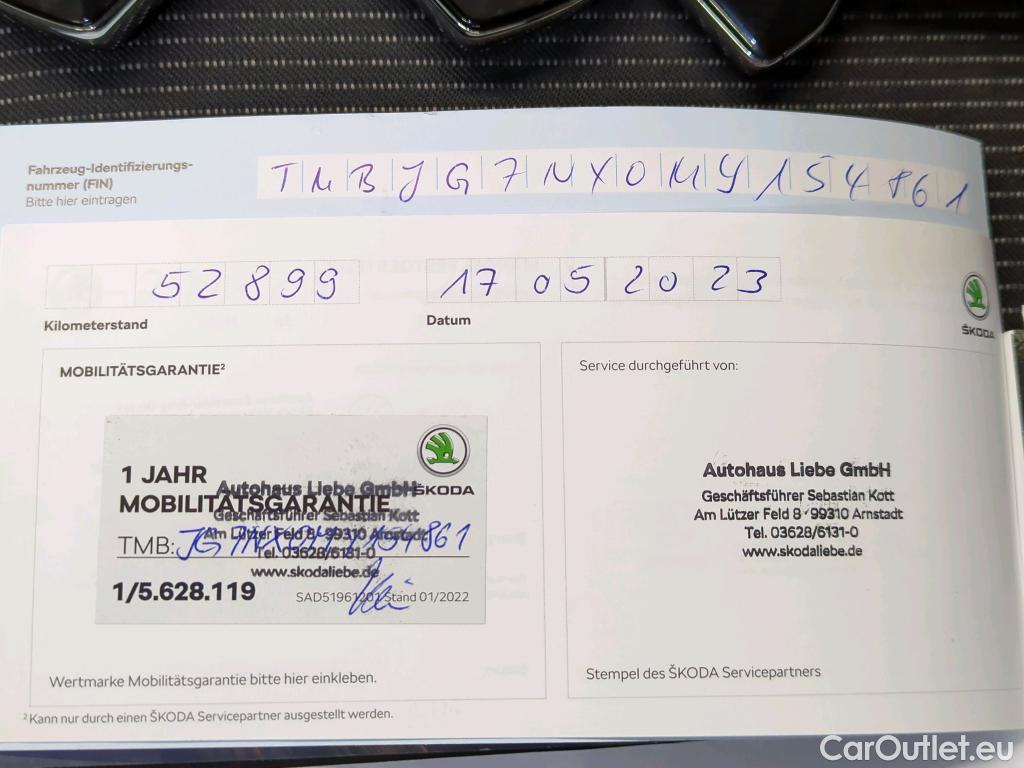 Fahrzeug-Identifizierungs-
nummer (FIN)
Bitte hier eintragen
TMBJG7NX0MY154861
52899
17 05 2023
Kilometerstand
Datum
ŠKODA
MOBILITÄTSGARANTIE²
1 JAHR
MOBILITÄTSGARANTIE
ŠKODA
Autohaus Liebe GmbH
Geschäftsführer Sebastian Kott
Am Lützer Feld 8 · 99310 Arnstadt
TMB: JG7NX0MY154861
Tel. 03628/6131-0
www.skodaliebe.de
1/5.628.119
SAD51961201 Stand 01/2022
Wertmarke Mobilitätsgarantie bitte hier einkleben.
Service durchgeführt von:
Autohaus Liebe GmbH
Geschäftsführer Sebastian Kott
Am Lützer Feld 8 · 99310 Arnstadt
Tel. 03628/6131-0
www.skodaliebe.de
Stempel des ŠKODA Servicepartners
² Kann nur durch einen ŠKODA Servicepartner ausgestellt werden.
CarOutlet.eu